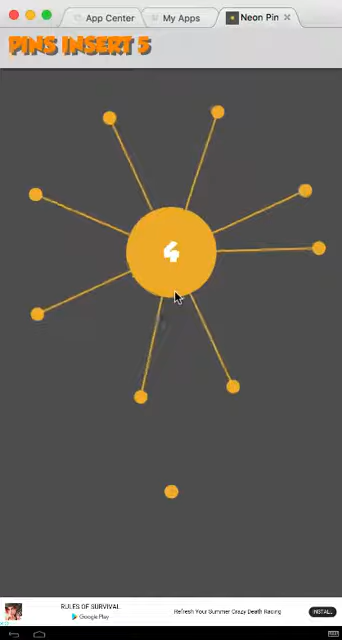 App Center
My Apps
Neon Pin
PINS INSERT 5
4
RULES OF SURVIVAL
Google Play
Refresh Your Summer Crazy Death Racing
INSTALL